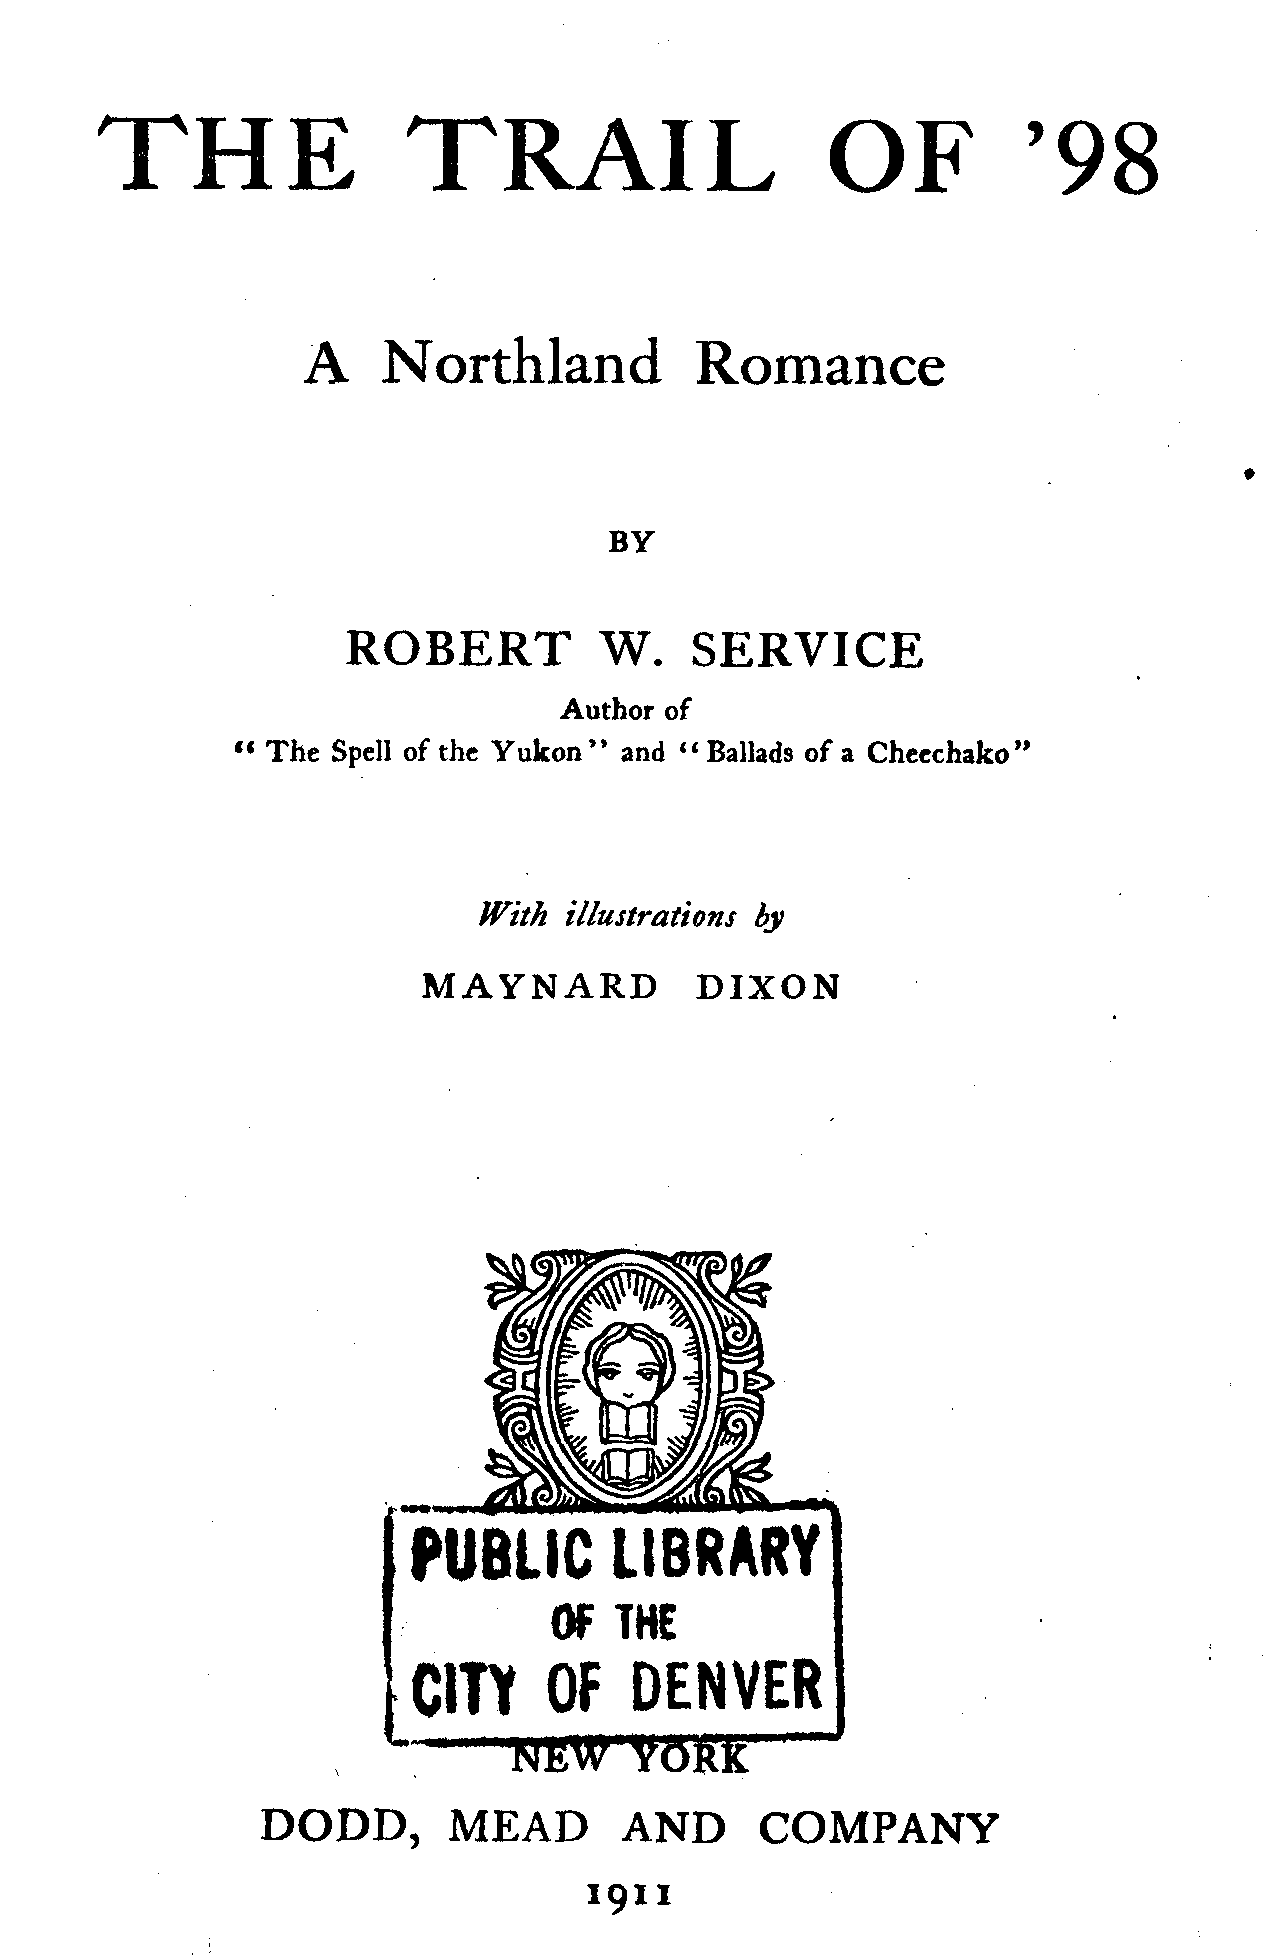 THE TRAIL OF ’98
A Northland Romance
BY
ROBERT W. SERVICE
Author of
“ The Spell of the Yukon ” and “ Ballads of a Cheechako ”
With illustrations by
MAYNARD DIXON
PUBLIC LIBRARY
OF THE
CITY OF DENVER
NEW YORK
DODD, MEAD AND COMPANY
1911